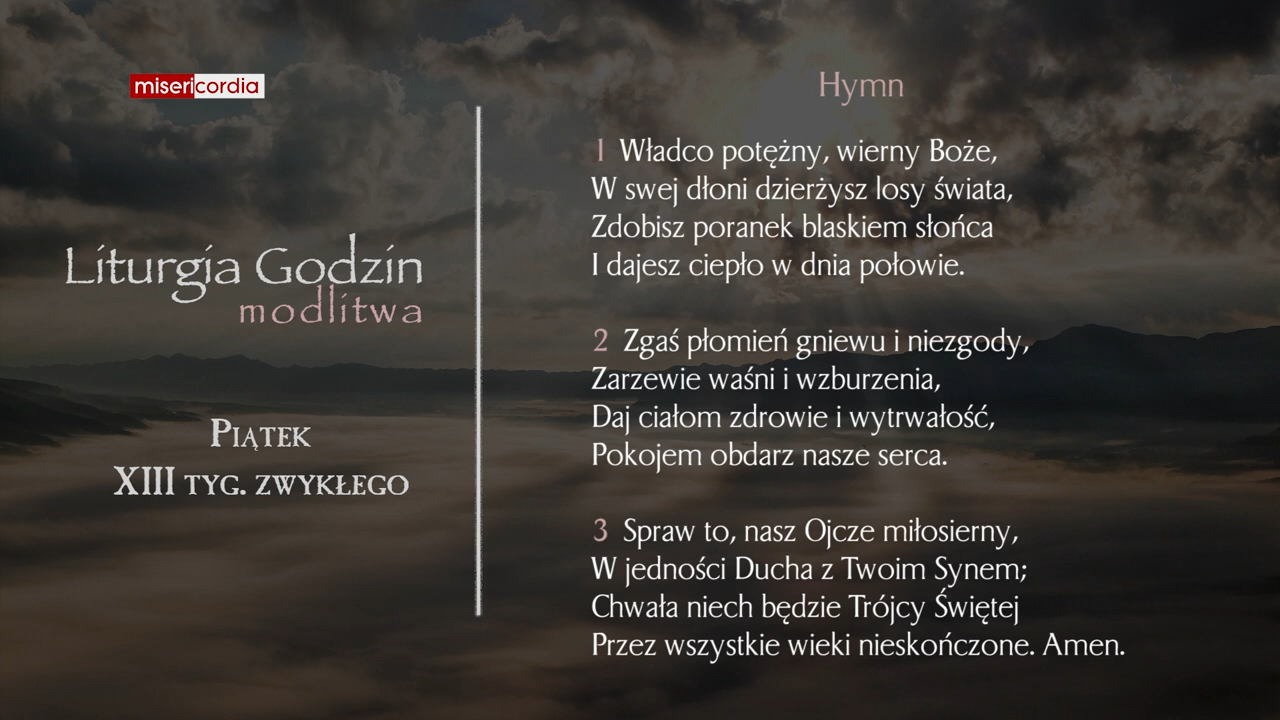 misericordia
Liturgia Godzin
modlitwa
Piątek
XIII tyg. zwykłego
Hymn
1 Władco potężny, wierny Boże,
W swej dłoni dzierżysz losy świata,
Zdobisz poranek blaskiem słońca
I dajesz ciepło w dnia połowie.
2 Zgaś płomień gniewu i niezgody,
Zarzewie waśni i wzburzenia,
Daj ciałom zdrowie i wytrwałość,
Pokojem obdarz nasze serca.
3 Spraw to, nasz Ojcze miłosierny,
W jedności Ducha z Twoim Synem;
Chwała niech będzie Trójcy Świętej
Przez wszystkie wieki nieskończone. Amen.